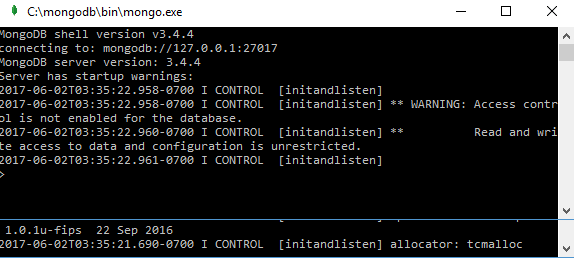 C:\mongodb\bin\mongo.exe
MongoDB shell version v3.4.4
connecting to: mongodb://127.0.0.1:27017
MongoDB server version: 3.4.4
Server has startup warnings:
2017-06-02T03:35:22.958-0700 I CONTROL  [initandlisten]
2017-06-02T03:35:22.958-0700 I CONTROL  [initandlisten] ** WARNING: Access contr
ol is not enabled for the database.
2017-06-02T03:35:22.960-0700 I CONTROL  [initandlisten] **          Read and wri
te access to data and configuration is unrestricted.
2017-06-02T03:35:22.961-0700 I CONTROL  [initandlisten]
>
1.0.1u-fips  22 Sep 2016
2017-06-02T03:35:21.690-0700 I CONTROL  [initandlisten] allocator: tcmalloc